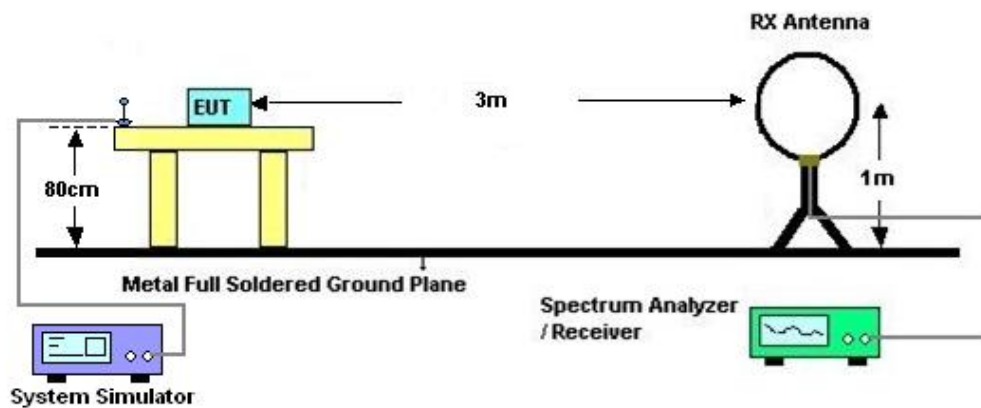 RX Antenna
EUT
3m
80cm
1m
Metal Full Soldered Ground Plane
Spectrum Analyzer
/ Receiver
System Simulator